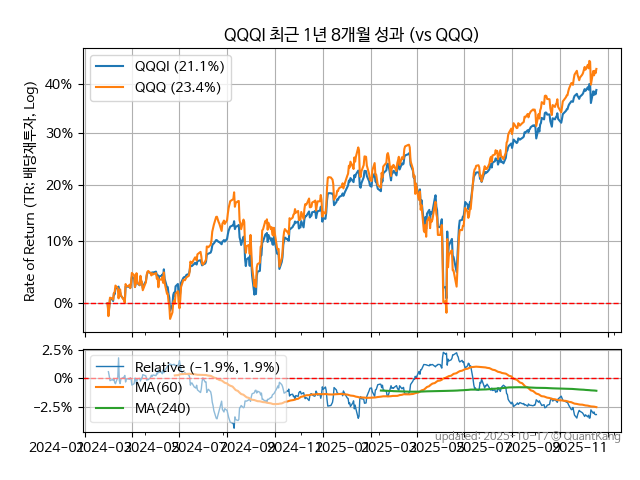 QQQI 최근 1년 8개월 성과 (vs QQQ)
Rate of Return (TR: 배당재투자, Log)
QQQI (21.1%)
QQQ (23.4%)
40%
30%
20%
10%
0%
2.5%
0%
−2.5%
Relative (−1.9%, 1.9%)
MA(60)
MA(240)
2024-01
2024-03
2024-05
2024-07
2024-09
2024-11
2025-01
2025-03
2025-05
2025-07
2025-09
2025-11
updated: 2025-10-17 © QuantKang